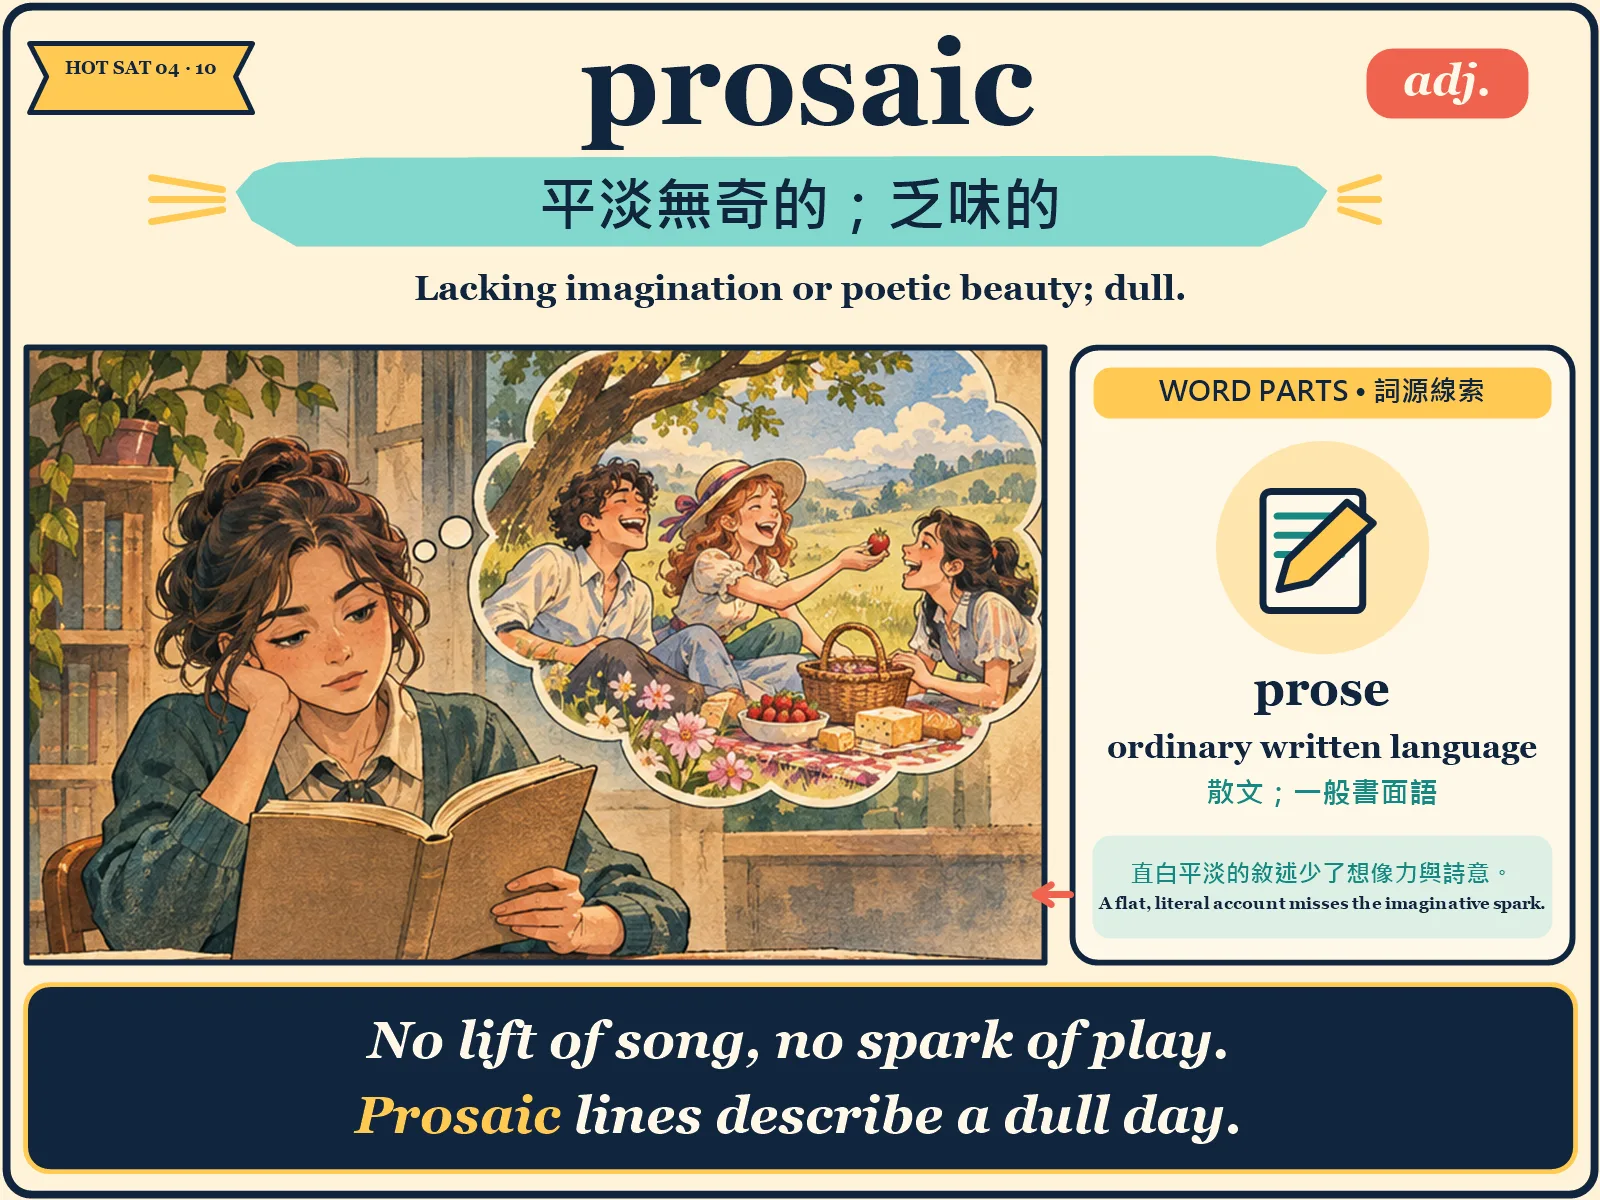 HOT SAT 04 · 10
prosaic
adj.
平淡無奇的；乏味的
Lacking imagination or poetic beauty; dull.
WORD PARTS • 詞源線索
prose
ordinary written language
散文；一般書面語
直白平淡的敘述少了想像力與詩意。
A flat, literal account misses the imaginative spark.
No lift of song, no spark of play.
Prosaic lines describe a dull day.